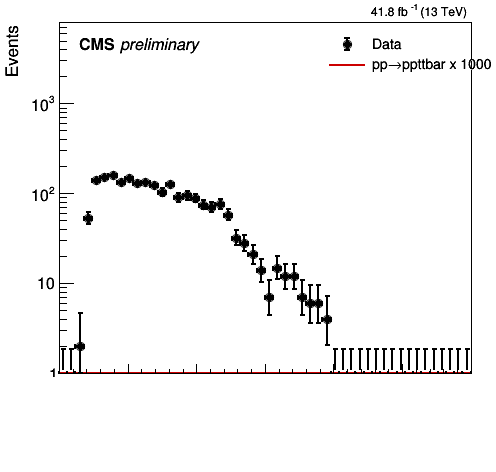 41.8 fb⁻¹ (13 TeV)
Events
CMS preliminary
Data
pp→ppttbar x 1000
10³
10²
10
1